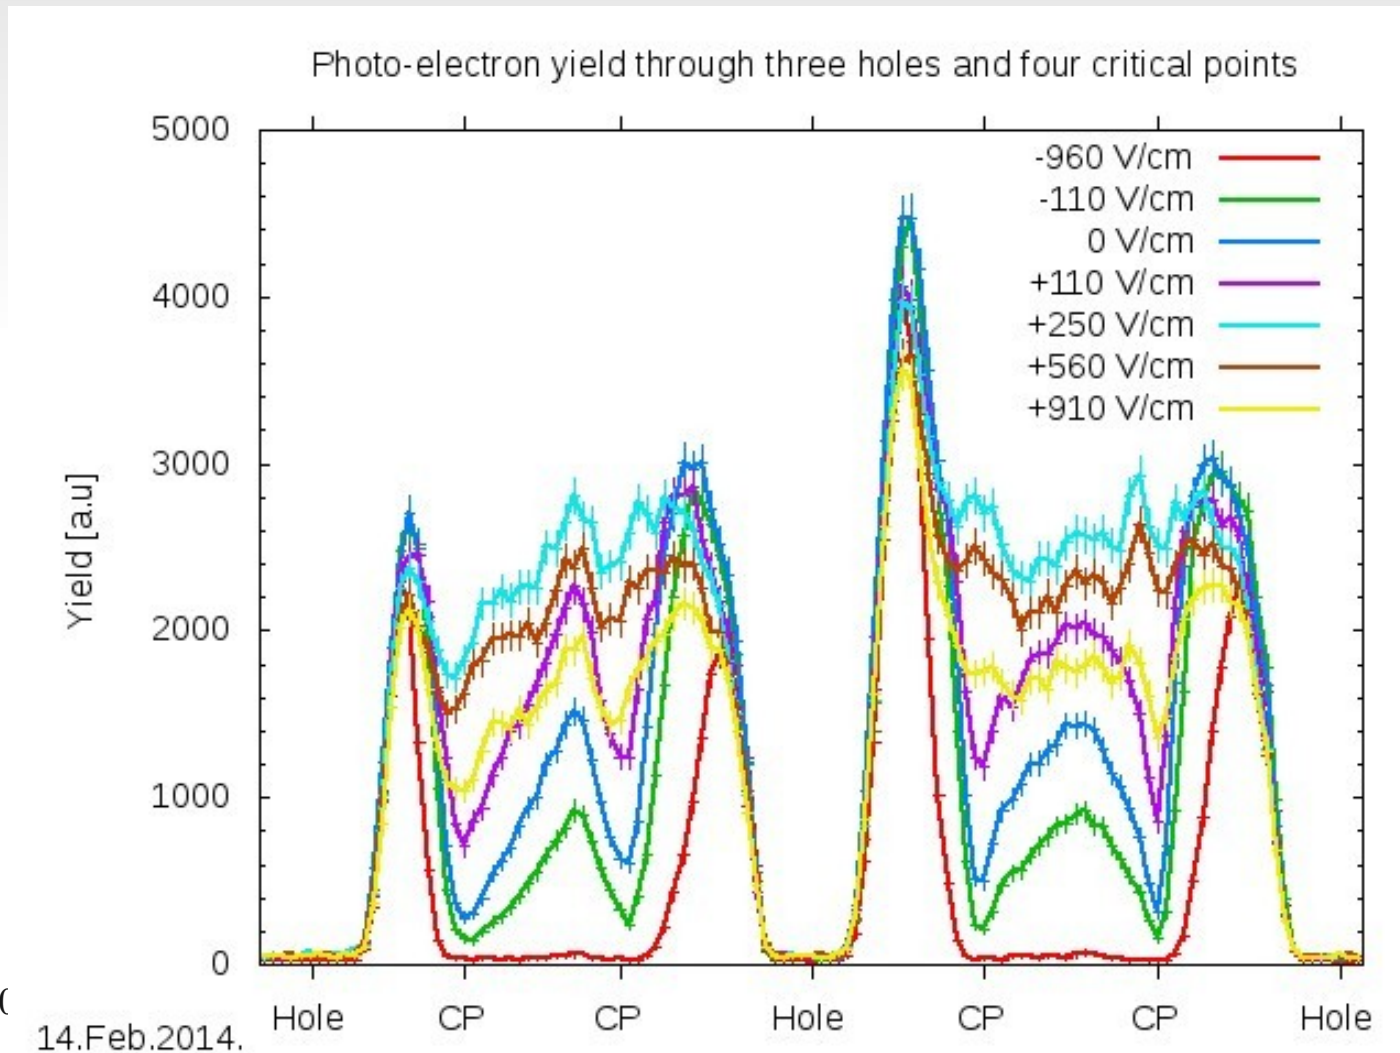 Photo-electron yield through three holes and four critical points
5000
4000
3000
2000
1000
0
Yield [a.u]
-960 V/cm
-110 V/cm
0 V/cm
+110 V/cm
+250 V/cm
+560 V/cm
+910 V/cm
Hole CP CP Hole CP CP Hole
14.Feb.2014.